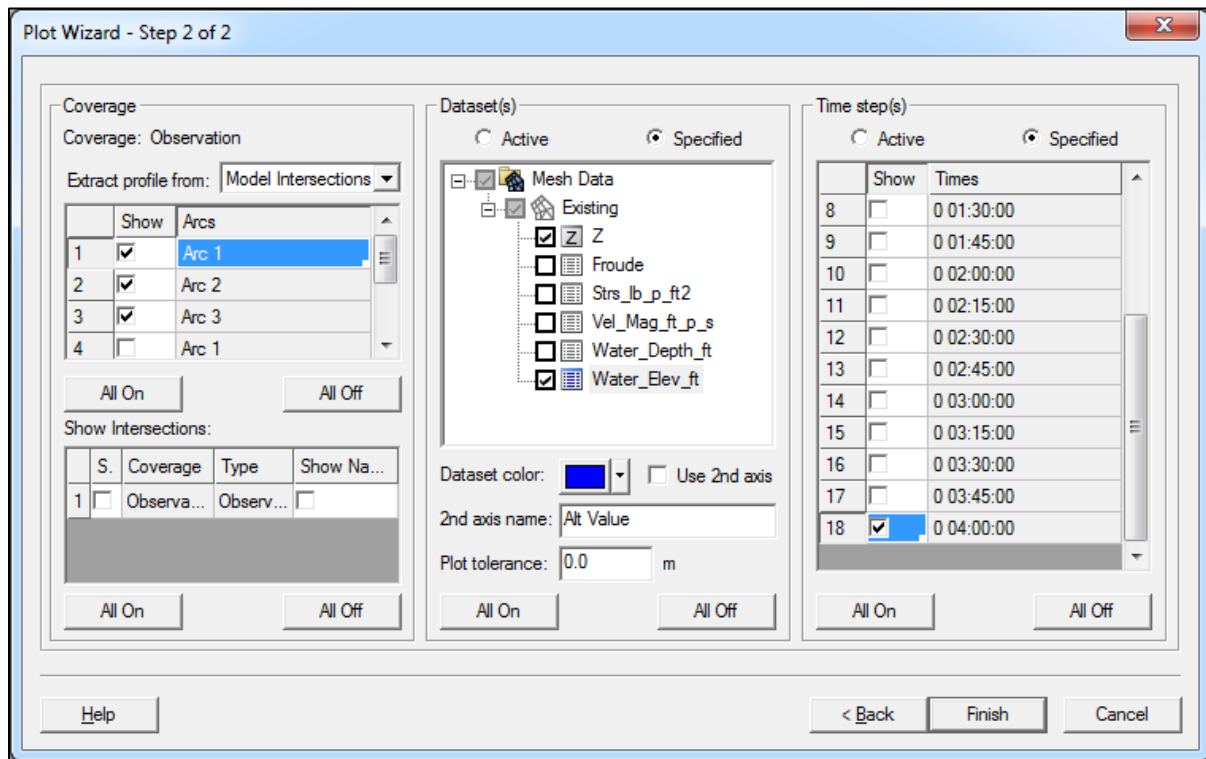 Plot Wizard - Step 2 of 2
Coverage
Coverage: Observation
Extract profile from: Model Intersections
Show Arcs
1 Arc 1
2 Arc 2
3 Arc 3
4 Arc 1
All On All Off
Show Intersections:
S. Coverage Type Show Na...
1 Observa... Observ...
All On All Off
Dataset(s)
Active Specified
Mesh Data
Existing
Z Z
Froude
Strs_lb_p_ft2
Vel_Mag_ft_p_s
Water_Depth_ft
Water_Elev_ft
Dataset color: Use 2nd axis
2nd axis name: Alt Value
Plot tolerance: 0.0 m
All On All Off
Time step(s)
Active Specified
Show Times
8 0 01:30:00
9 0 01:45:00
10 0 02:00:00
11 0 02:15:00
12 0 02:30:00
13 0 02:45:00
14 0 03:00:00
15 0 03:15:00
16 0 03:30:00
17 0 03:45:00
18 0 04:00:00
All On All Off
Help < Back Finish Cancel